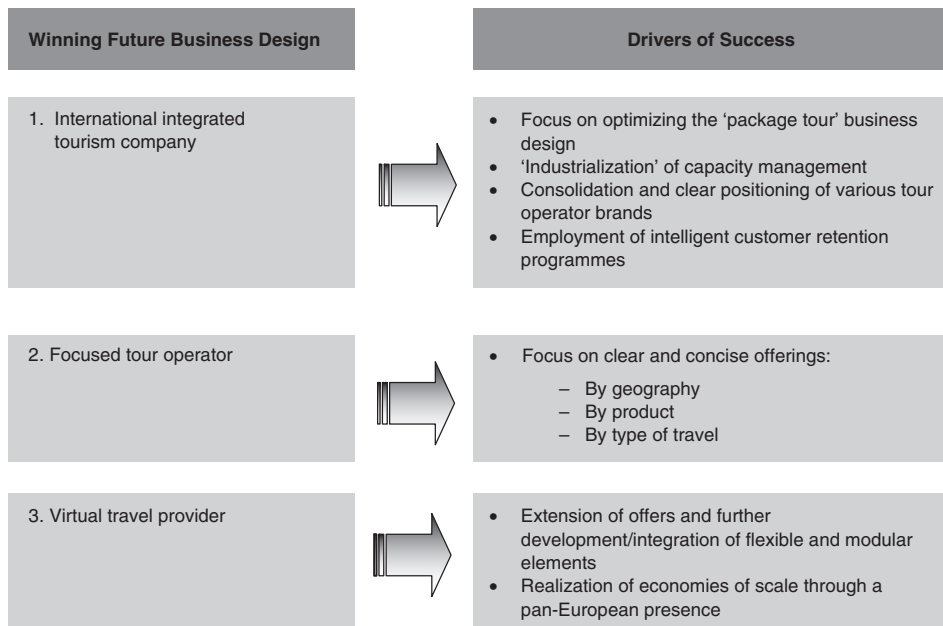 Winning Future Business Design
Drivers of Success
1. International integrated
tourism company
• Focus on optimizing the ‘package tour’ business
design
• ‘Industrialization’ of capacity management
• Consolidation and clear positioning of various tour
operator brands
• Employment of intelligent customer retention
programmes
2. Focused tour operator
• Focus on clear and concise offerings:
– By geography
– By product
– By type of travel
3. Virtual travel provider
• Extension of offers and further
development/integration of flexible and modular
elements
• Realization of economies of scale through a
pan-European presence